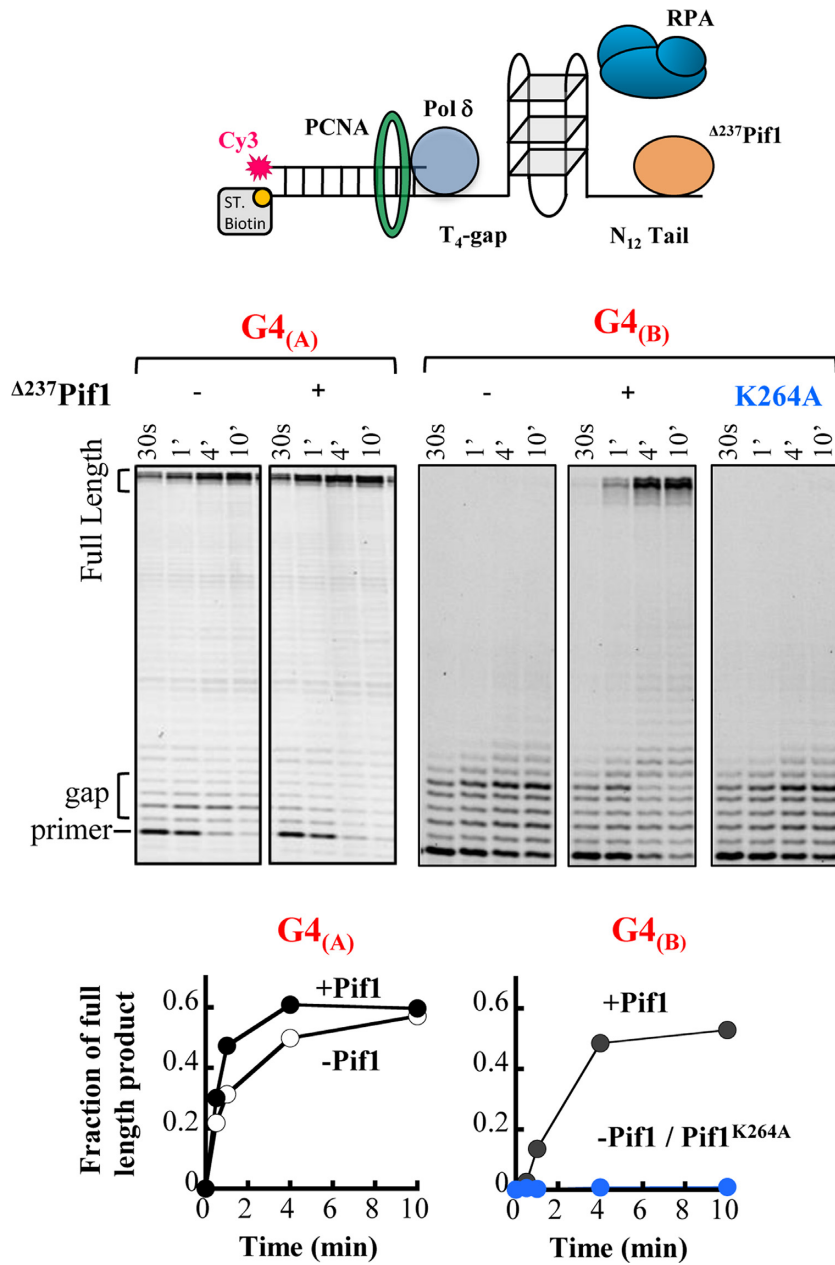 RPA
Pol δ
PCNA
Δ237Pif1
Cy3
ST.
Biotin
T4-gap
N12 Tail
G4(A)
G4(B)
Δ237Pif1
-
+
-
+
K264A
30s 1’ 4’ 10’
30s 1’ 4’ 10’
30s 1’ 4’ 10’
30s 1’ 4’ 10’
30s 1’ 4’ 10’
Full Length
gap
primer
G4(A)
G4(B)
Fraction of full
length product
0.6
0.4
0.2
0
+Pif1
-Pif1
0 2 4 6 8 10
Time (min)
0.6
0.4
0.2
0
+Pif1
-Pif1 / Pif1K264A
0 2 4 6 8 10
Time (min)